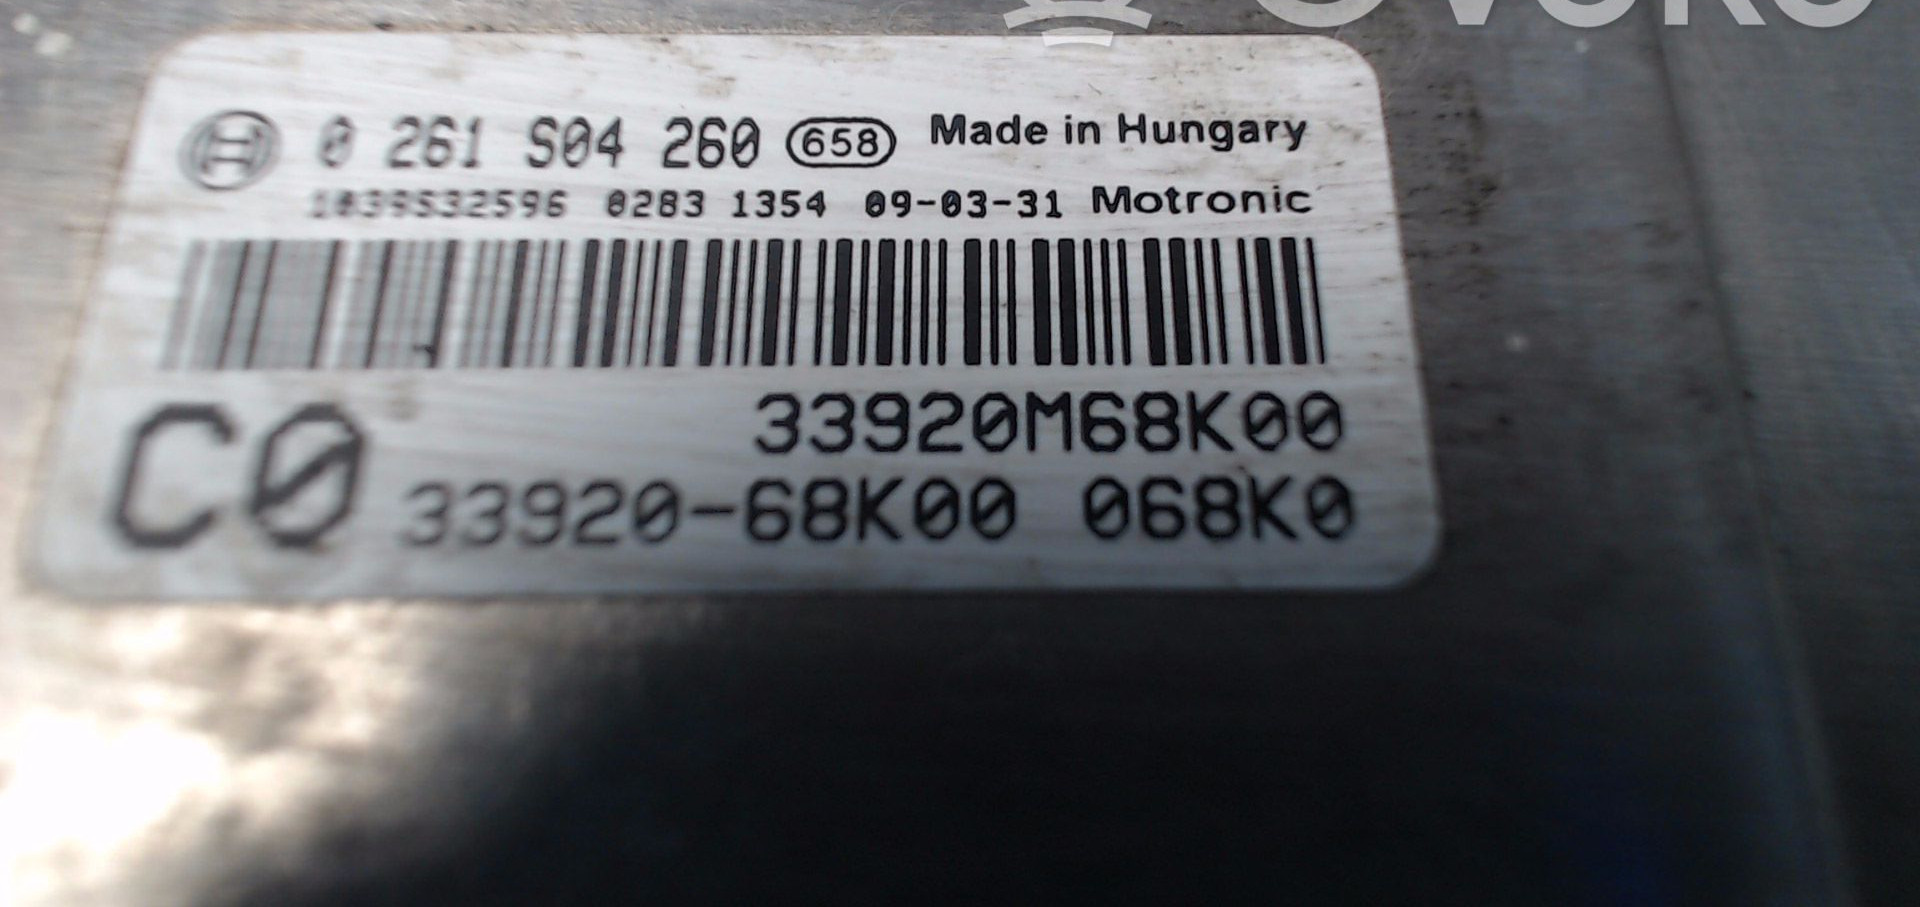 OVOKO
0 261 S04 260 658 Made in Hungary
1039S32596 0283 1354 09-03-31 Motronic
33920M68K00
C0 33920-68K00 068K0